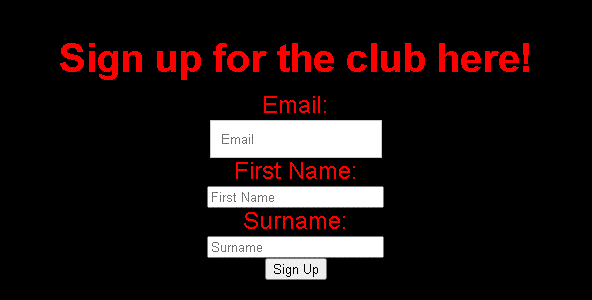 Sign up for the club here!
Email:
Email
First Name:
First Name
Surname:
Surname
Sign Up